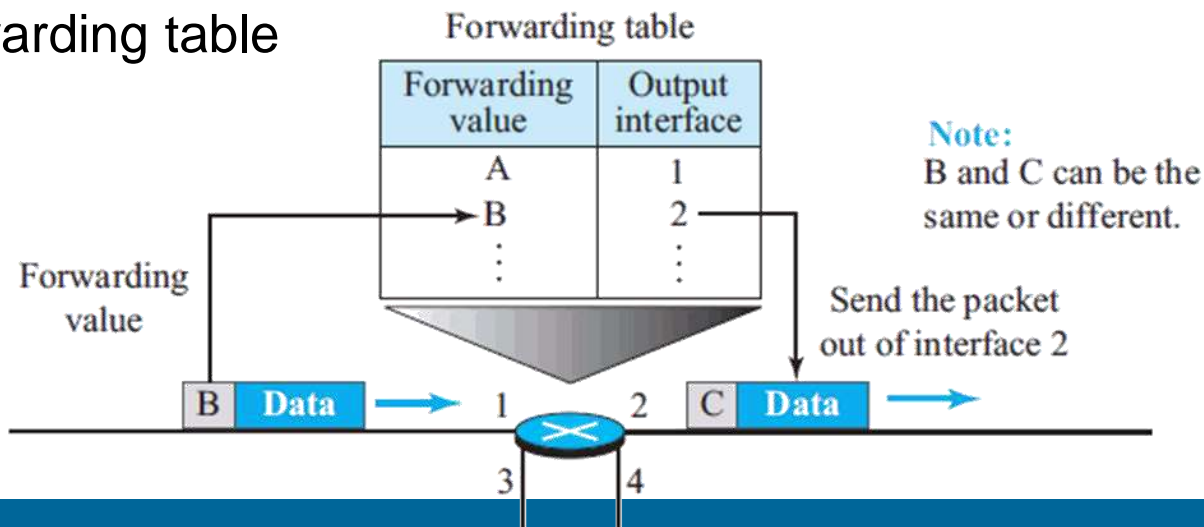 arding table
Forwarding table
Forwarding Output
value interface
A 1
B 2
Note:
B and C can be the
same or different.
Forwarding
value
Send the packet
out of interface 2
B Data 1 2 C Data
3 4